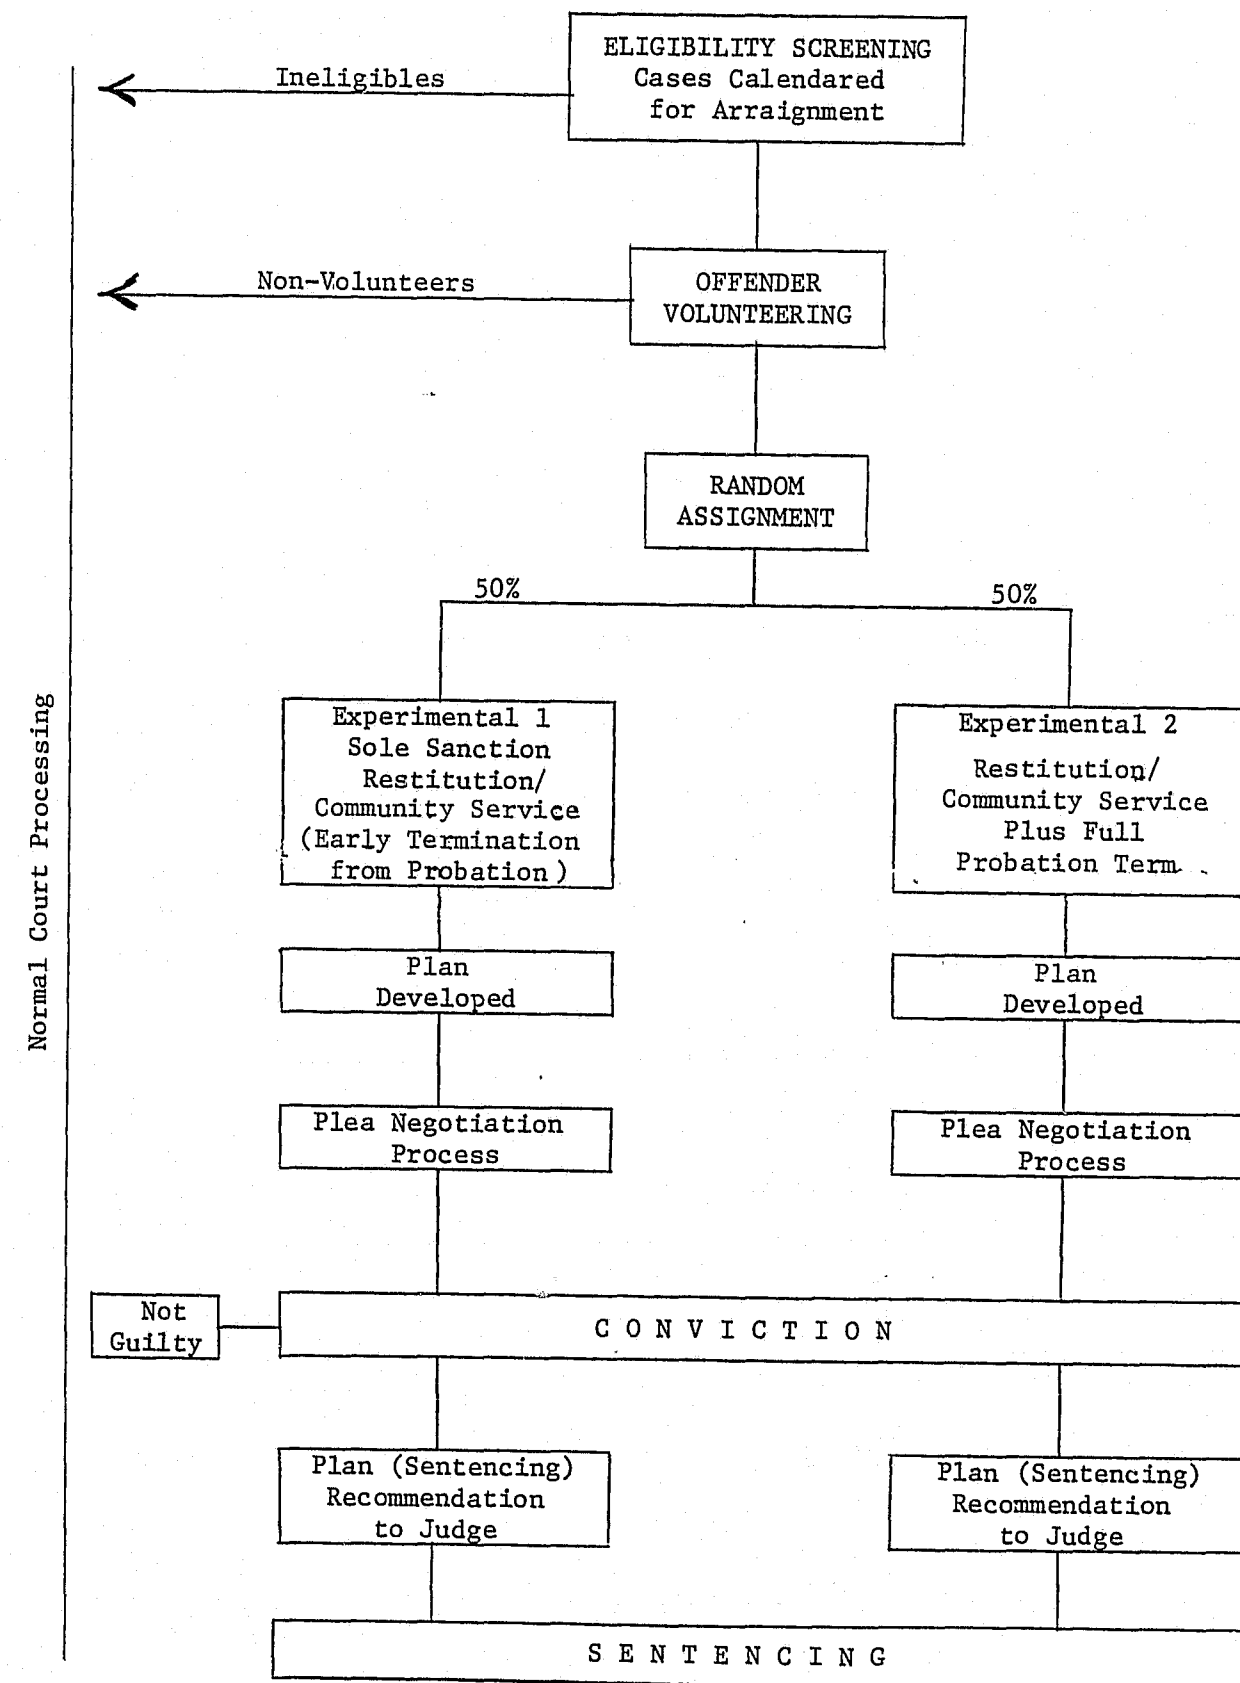 ELIGIBILITY SCREENING
Cases Calendared
for Arraignment
Ineligibles
OFFENDER
VOLUNTEERING
Non-Volunteers
RANDOM
ASSIGNMENT
50%
50%
Normal Court Processing
Experimental 1
Sole Sanction
Restitution/
Community Service
(Early Termination
from Probation)
Experimental 2
Restitution/
Community Service
Plus Full
Probation Term
Plan
Developed
Plan
Developed
Plea Negotiation
Process
Plea Negotiation
Process
Not
Guilty
C O N V I C T I O N
Plan (Sentencing)
Recommendation
to Judge
Plan (Sentencing)
Recommendation
to Judge
S E N T E N C I N G